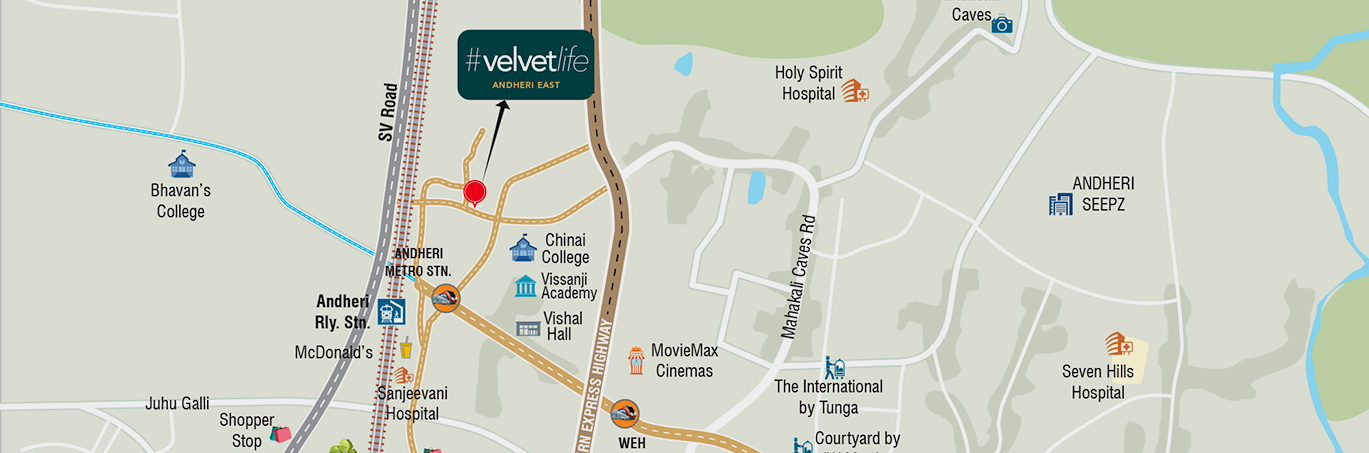 Caves
#velvetlife
ANDHERI EAST
Holy Spirit
Hospital
SV Road
Bhavan's
College
ANDHERI
SEEPZ
Chinai
College
ANDHERI
METRO STN.
Vissanji
Academy
Mahakali Caves Rd
Andheri
Rly. Stn.
Vishal
Hall
McDonald's
RN EXPRESS HIGHWAY
MovieMax
Cinemas
Seven Hills
Hospital
Sanjeevani
Hospital
The International
by Tunga
Juhu Galli
Shopper
Stop
WEH
Courtyard by